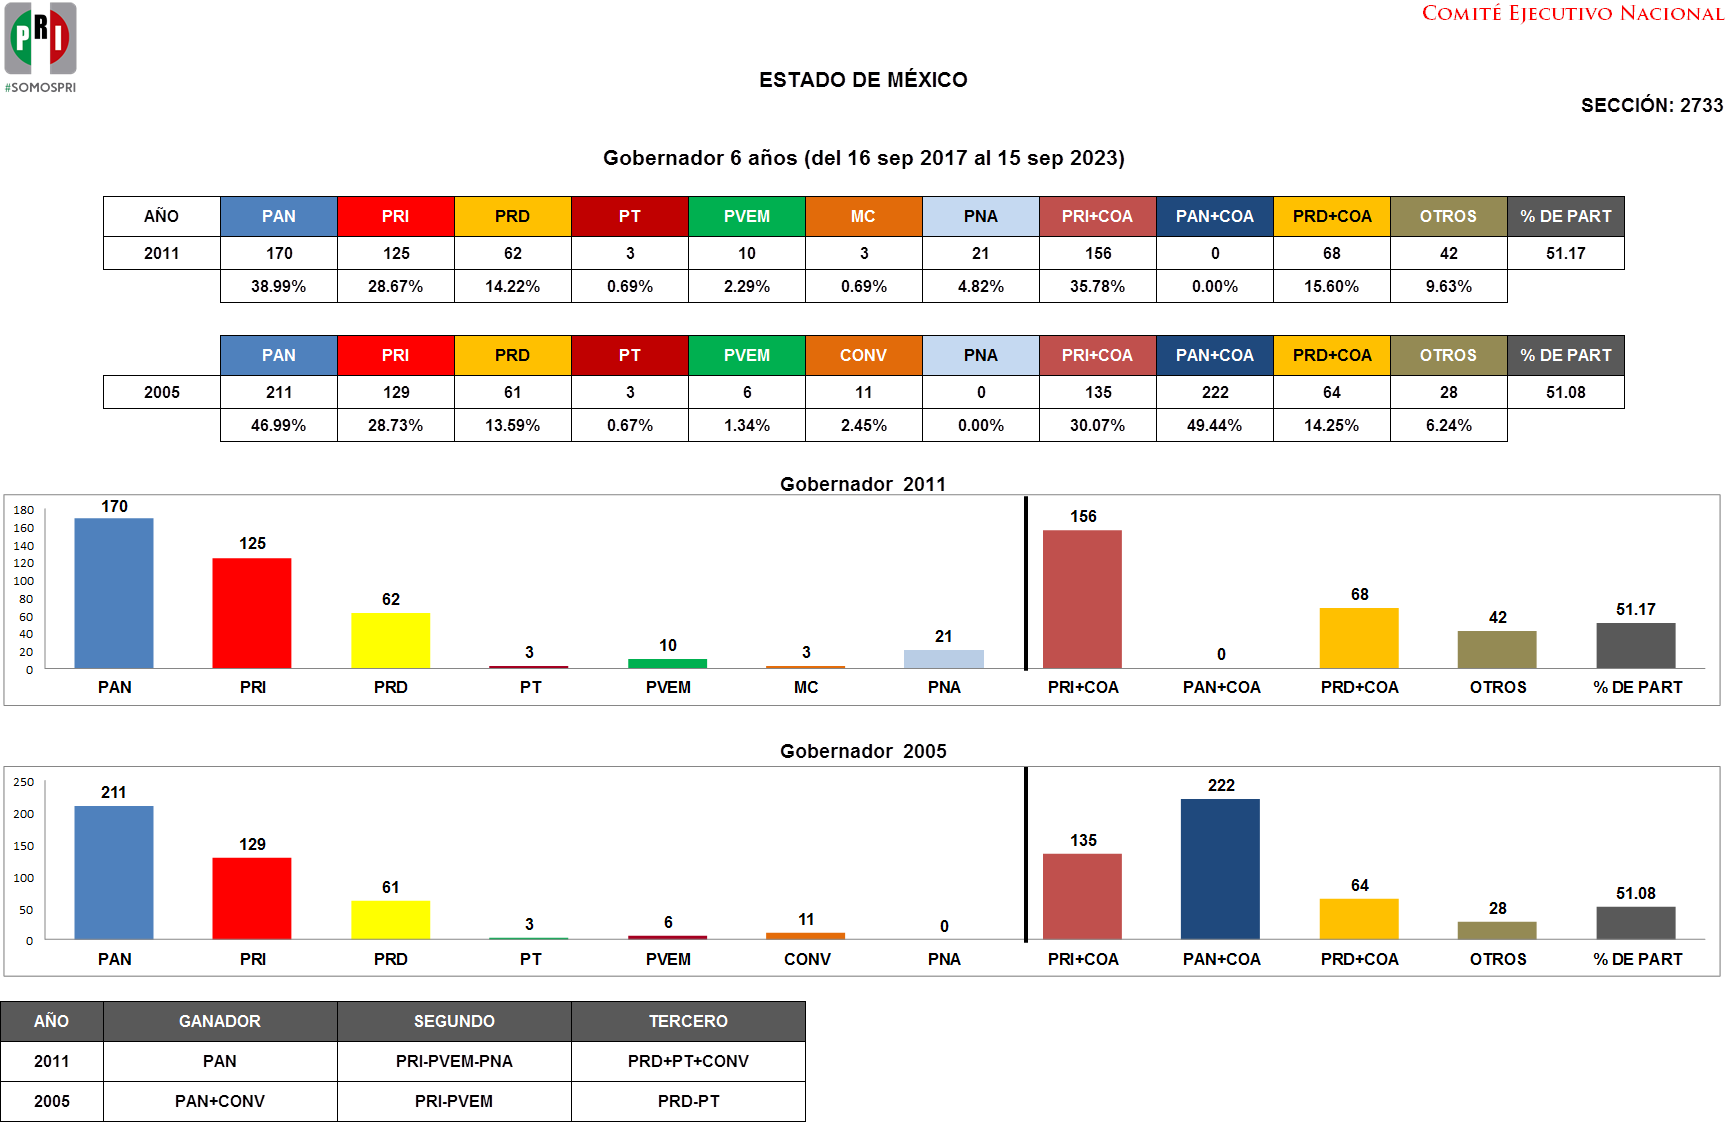 PRI
#SOMOSPRI
COMITÉ EJECUTIVO NACIONAL
ESTADO DE MÉXICO
SECCIÓN: 2733
Gobernador 6 años (del 16 sep 2017 al 15 sep 2023)
AÑO PAN PRI PRD PT PVEM MC PNA PRI+COA PAN+COA PRD+COA OTROS % DE PART
2011 170 125 62 3 10 3 21 156 0 68 42 51.17
38.99% 28.67% 14.22% 0.69% 2.29% 0.69% 4.82% 35.78% 0.00% 15.60% 9.63%
PAN PRI PRD PT PVEM CONV PNA PRI+COA PAN+COA PRD+COA OTROS % DE PART
2005 211 129 61 3 6 11 0 135 222 64 28 51.08
46.99% 28.73% 13.59% 0.67% 1.34% 2.45% 0.00% 30.07% 49.44% 14.25% 6.24%
Gobernador 2011
180
160
140
120
100
80
60
40
20
0
170 125 62 3 10 3 21 156 0 68 42 51.17
PAN PRI PRD PT PVEM MC PNA PRI+COA PAN+COA PRD+COA OTROS % DE PART
Gobernador 2005
250
200
150
100
50
0
211 129 61 3 6 11 0 135 222 64 28 51.08
PAN PRI PRD PT PVEM CONV PNA PRI+COA PAN+COA PRD+COA OTROS % DE PART
AÑO GANADOR SEGUNDO TERCERO
2011 PAN PRI-PVEM-PNA PRD+PT+CONV
2005 PAN+CONV PRI-PVEM PRD-PT